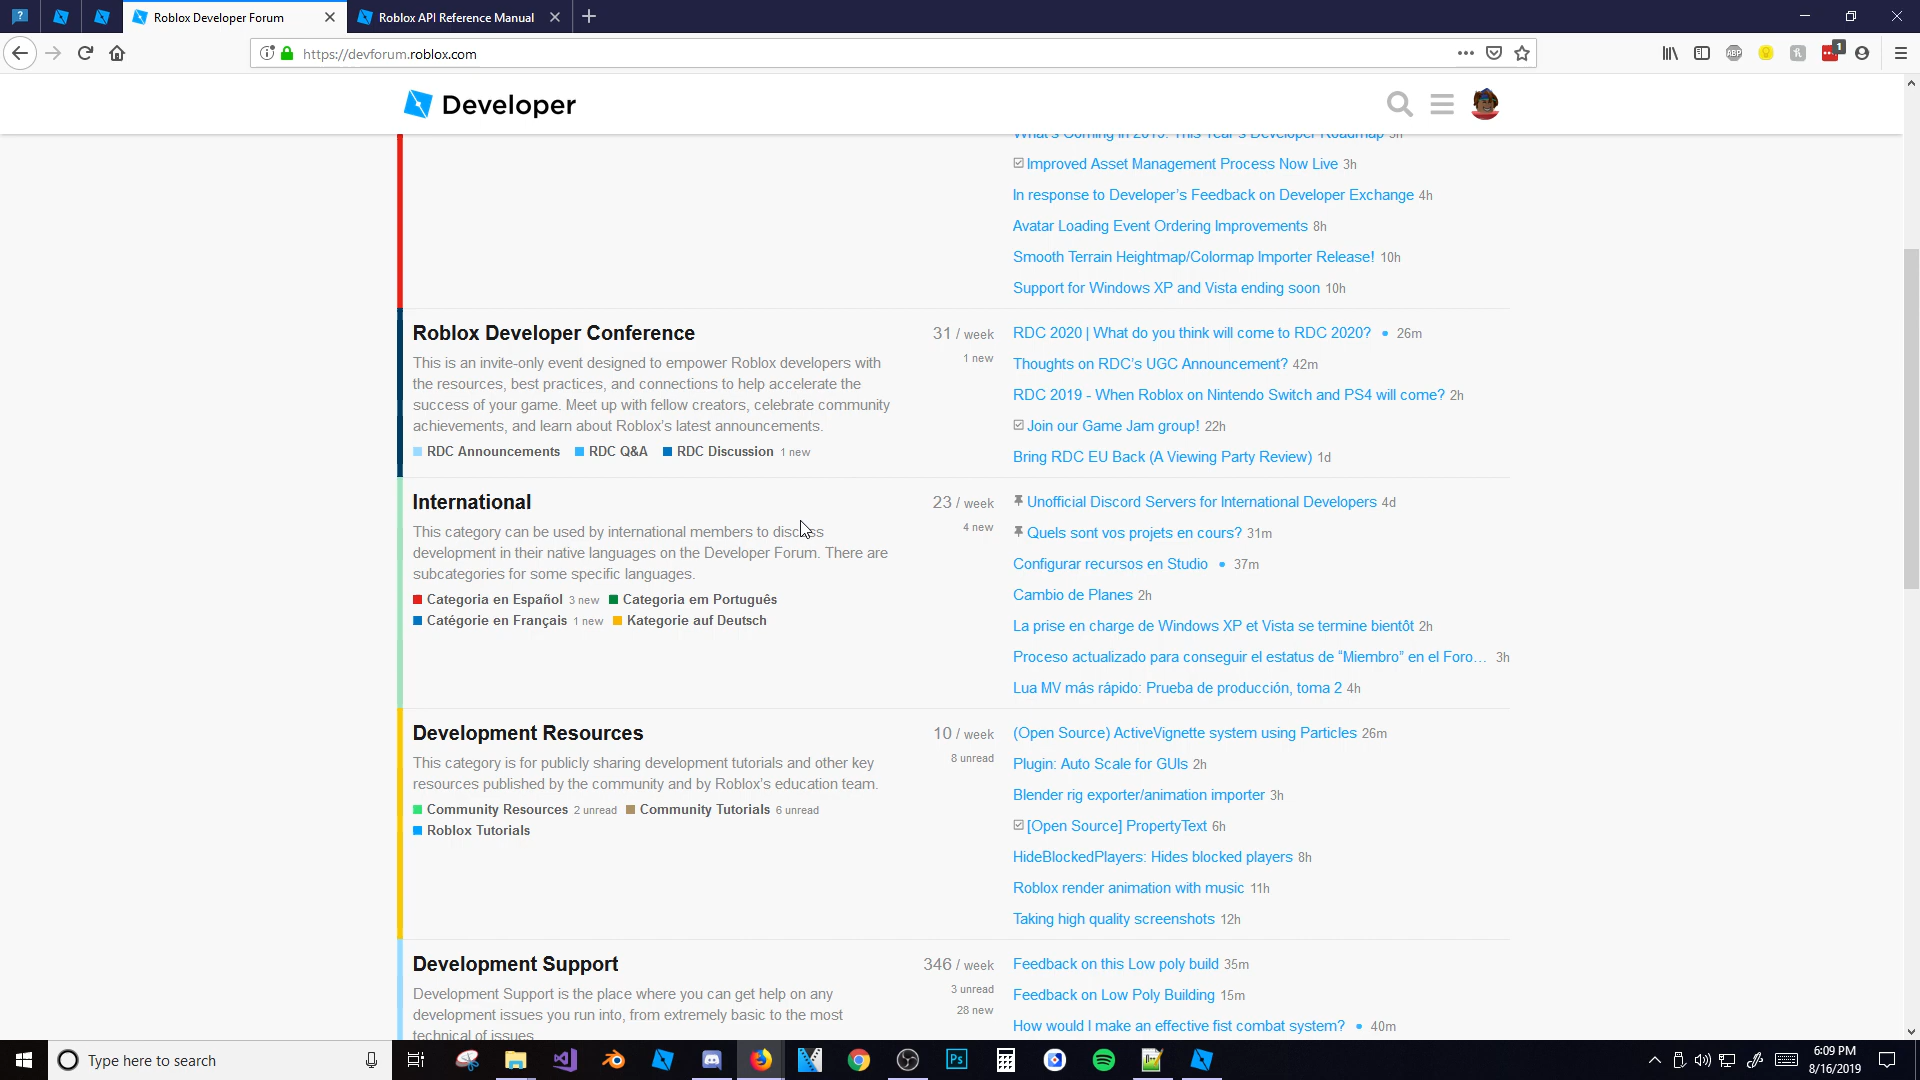 Roblox Developer Forum
Roblox API Reference Manual
https://devforum.roblox.com
ABP
1
Developer
What's Coming in 2019: This Year's Developer Roadmap 3h
Improved Asset Management Process Now Live 3h
In response to Developer's Feedback on Developer Exchange 4h
Avatar Loading Event Ordering Improvements 8h
Smooth Terrain Heightmap/Colormap Importer Release! 10h
Support for Windows XP and Vista ending soon 10h
Roblox Developer Conference
This is an invite-only event designed to empower Roblox developers with
the resources, best practices, and connections to help accelerate the
success of your game. Meet up with fellow creators, celebrate community
achievements, and learn about Roblox's latest announcements.
RDC Announcements RDC Q&A RDC Discussion 1 new
31 / week
1 new
RDC 2020 | What do you think will come to RDC 2020? • 26m
Thoughts on RDC's UGC Announcement? 42m
RDC 2019 - When Roblox on Nintendo Switch and PS4 will come? 2h
Join our Game Jam group! 22h
Bring RDC EU Back (A Viewing Party Review) 1d
International
This category can be used by international members to discuss
development in their native languages on the Developer Forum. There are
subcategories for some specific languages.
Categoria en Español 3 new Categoria em Português
Catégorie en Français 1 new Kategorie auf Deutsch
23 / week
4 new
Unofficial Discord Servers for International Developers 4d
Quels sont vos projets en cours? 31m
Configurar recursos en Studio • 37m
Cambio de Planes 2h
La prise en charge de Windows XP et Vista se termine bientôt 2h
Proceso actualizado para conseguir el estatus de “Miembro” en el Foro... 3h
Lua MV más rápido: Prueba de producción, toma 2 4h
Development Resources
This category is for publicly sharing development tutorials and other key
resources published by the community and by Roblox's education team.
Community Resources 2 unread Community Tutorials 6 unread
Roblox Tutorials
10 / week
8 unread
(Open Source) ActiveVignette system using Particles 26m
Plugin: Auto Scale for GUIs 2h
Blender rig exporter/animation importer 3h
[Open Source] PropertyText 6h
HideBlockedPlayers: Hides blocked players 8h
Roblox render animation with music 11h
Taking high quality screenshots 12h
Development Support
Development Support is the place where you can get help on any
development issues you run into, from extremely basic to the most
technical of issues
346 / week
3 unread
28 new
Feedback on this Low poly build 35m
Feedback on Low Poly Building 15m
How would I make an effective fist combat system? • 40m
Type here to search
Ps
6:09 PM
8/16/2019